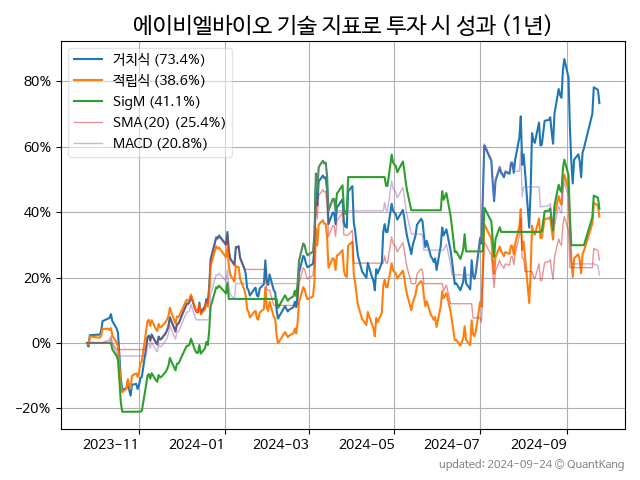 에이비엘바이오 기술 지표로 투자 시 성과 (1년)
거치식 (73.4%)
적립식 (38.6%)
SigM (41.1%)
SMA(20) (25.4%)
MACD (20.8%)
80%
60%
40%
20%
0%
−20%
2023-11 2024-01 2024-03 2024-05 2024-07 2024-09
updated: 2024-09-24 © QuantKang